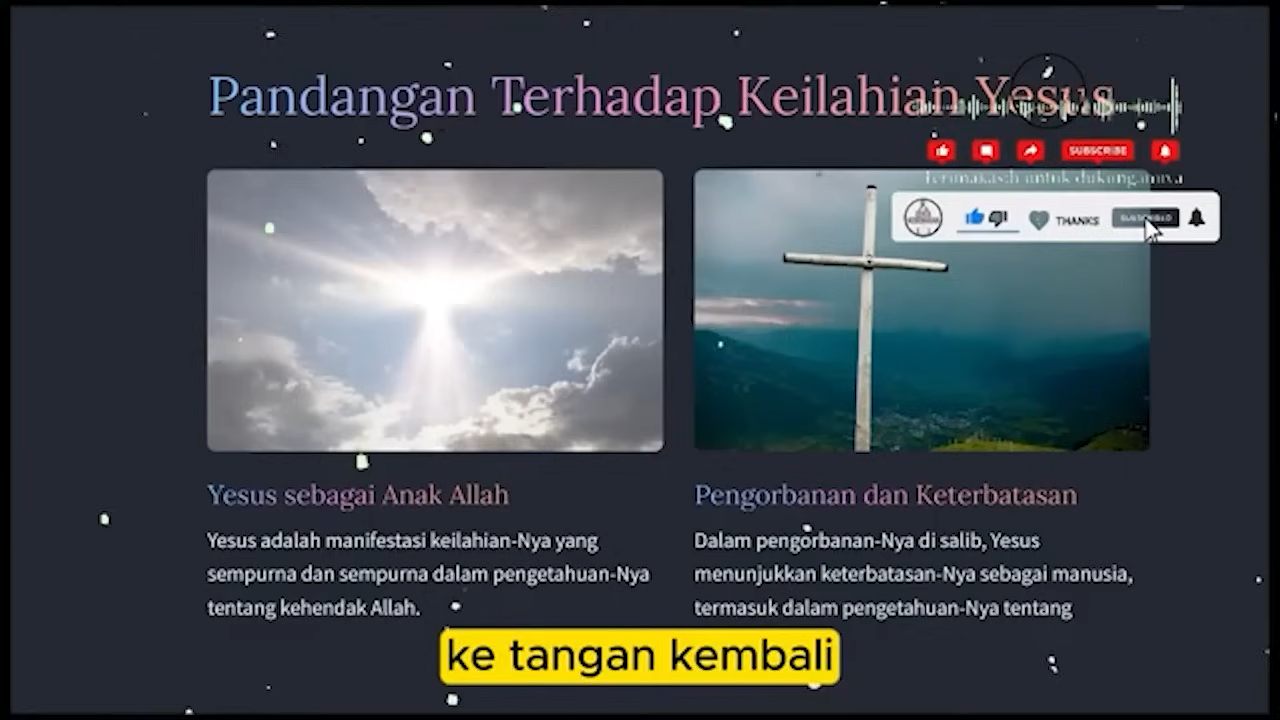 Pandangan Terhadap Keilahian Yesus
SUBSCRIBE
Terimakasih untuk dukungannya
THANKS
SUBSCRIBED
Yesus sebagai Anak Allah
Yesus adalah manifestasi keilahian-Nya yang
sempurna dan sempurna dalam pengetahuan-Nya
tentang kehendak Allah.
Pengorbanan dan Keterbatasan
Dalam pengorbanan-Nya di salib, Yesus
menunjukkan keterbatasan-Nya sebagai manusia,
termasuk dalam pengetahuan-Nya tentang
ke tangan kembali